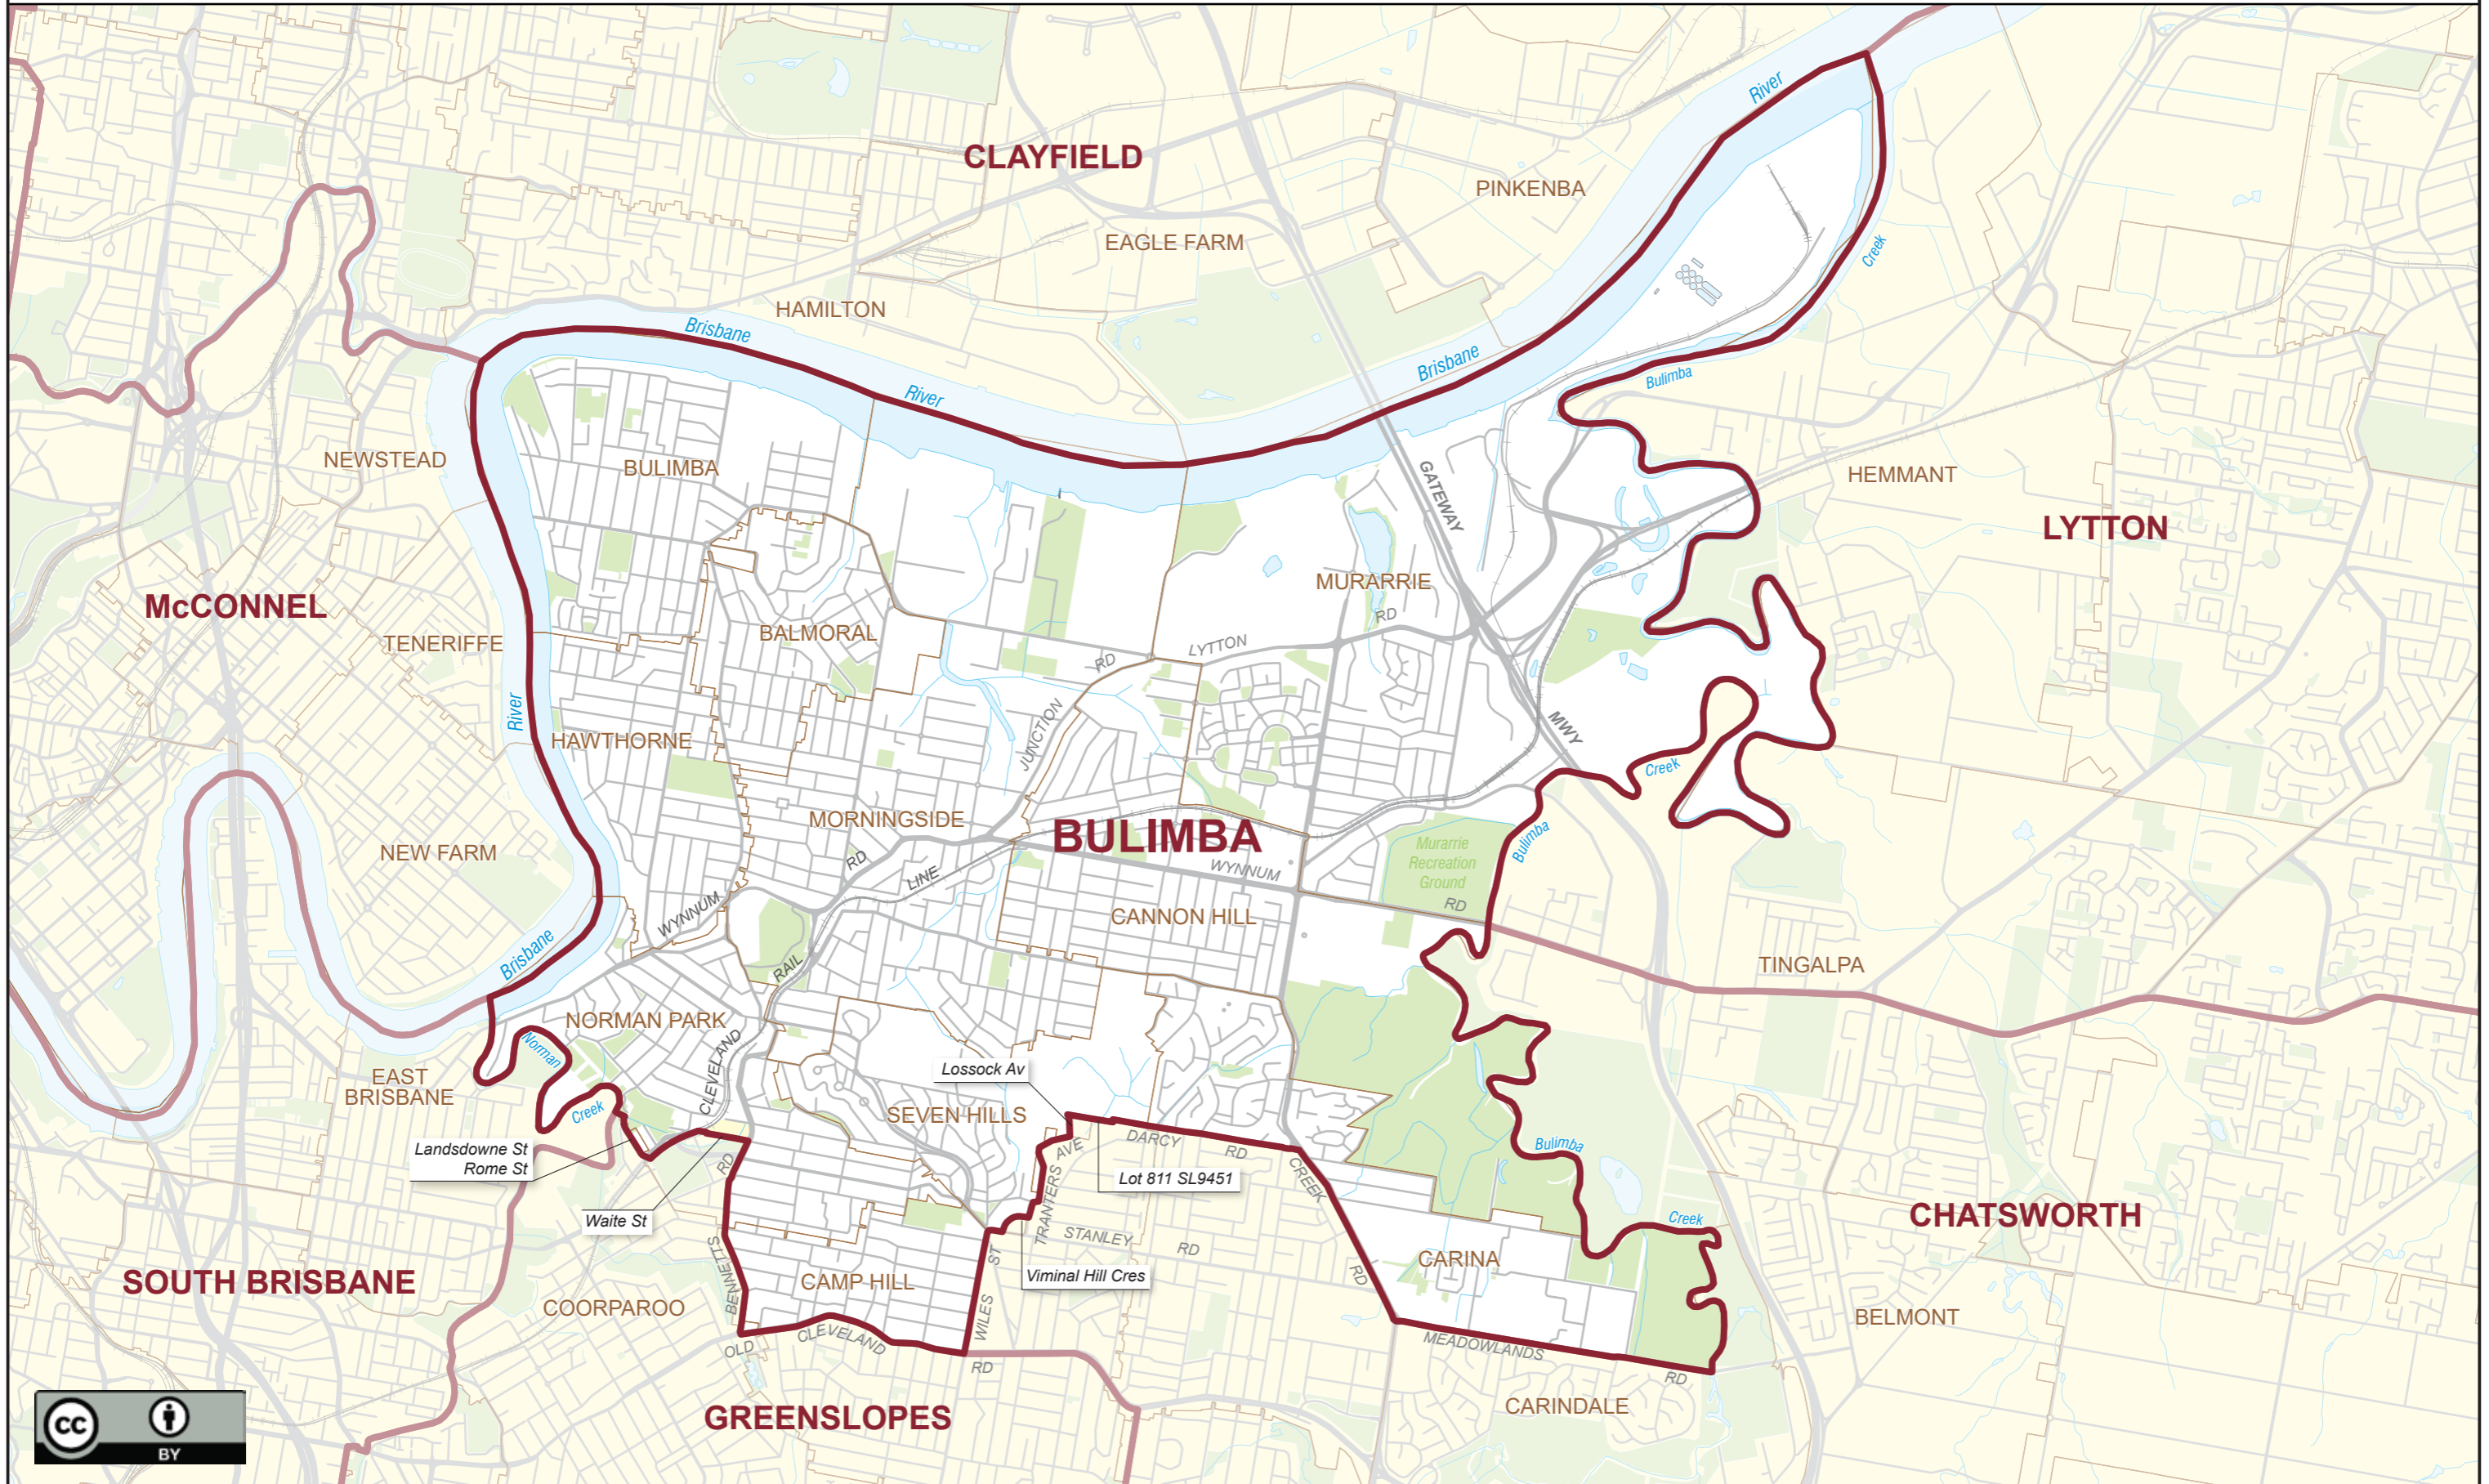 CLAYFIELD
River
PINKENBA
EAGLE FARM
Creek
HAMILTON
Brisbane
River
Brisbane
Bulimba
NEWSTEAD
BULIMBA
GATEWAY
HEMMANT
LYTTON
MURARRIE
McCONNEL
RD
TENERIFFE
BALMORAL
LYTTON
RD
River
HAWTHORNE
JUNCTION
MWY
Creek
MORNINGSIDE
BULIMBA
Bulimba
NEW FARM
RD
LINE
WYNNUM
Murarrie
Recreation
Ground
WYNNUM
CANNON HILL
RD
Brisbane
RAIL
TINGALPA
NORMAN PARK
Norman
CLEVELAND
EAST
BRISBANE
Lossock Av
Creek
SEVEN HILLS
AVE
DARCY
RD
Bulimba
Landsdowne St
Rome St
RD
CREEK
Lot 811 SL9451
TRANTERS
Waite St
STANLEY
RD
Creek
CHATSWORTH
BENNETTS
ST
CARINA
SOUTH BRISBANE
CAMP HILL
Viminal Hill Cres
RD
COORPAROO
WILES
BELMONT
OLD
CLEVELAND
RD
MEADOWLANDS
RD
GREENSLOPES
CARINDALE
cc
BY